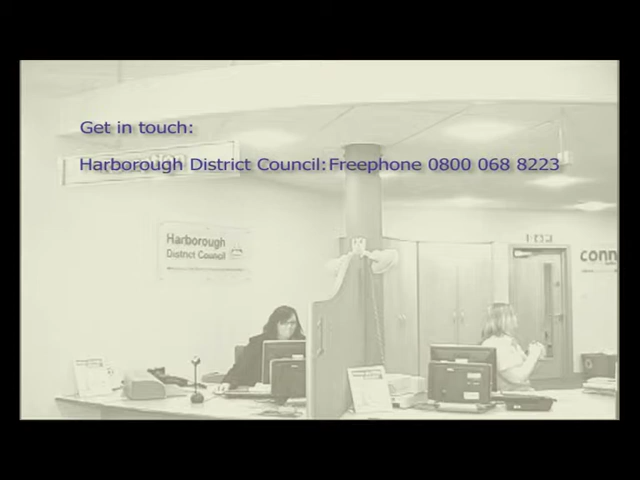 Get in touch:
Harborough District Council: Freephone 0800 068 8223
Harborough
District Council
conn